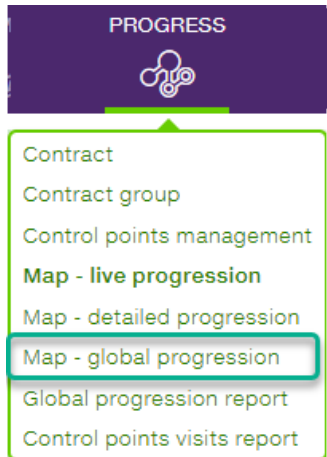 PROGRESS
Contract
Contract group
Control points management
Map - live progression
Map - detailed progression
Map - global progression
Global progression report
Control points visits report